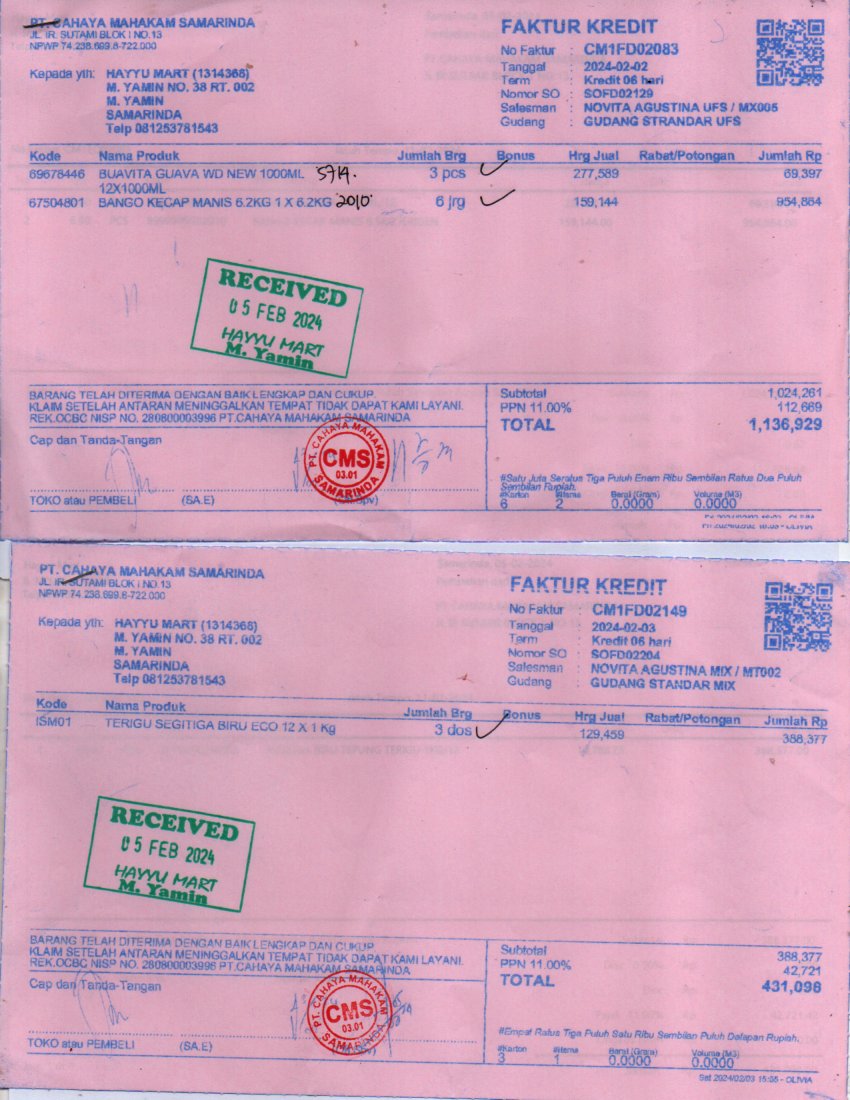 PT. CAHAYA MAHAKAM SAMARINDA
JL. IR. SUTAMI BLOK I NO.13
NPWP 74.238.699.6-722.000
FAKTUR KREDIT
No Faktur : CM1FD02083
Tanggal : 2024-02-02
Term : Kredit 06 hari
Nomor SO : SOFD02129
Salesman : NOVITA AGUSTINA UFS / MX005
Gudang : GUDANG STRANDAR UFS
Kepada yth: HAYYU MART (1314368)
M. YAMIN NO. 38 RT. 002
M. YAMIN
SAMARINDA
Telp 081253781543
Kode Nama Produk Jumlah Brg Bonus Hrg Jual Rabat/Potongan Jumlah Rp
69678446 BUAVITA GUAVA WD NEW 1000ML 5714. 3 pcs 277,589 69,397
12X1000ML
67504801 BANGO KECAP MANIS 6.2KG 1 X 6.2KG 2010. 6 jrg 159,144 954,864
RECEIVED
05 FEB 2024
HAYYU MART
M. Yamin
BARANG TELAH DITERIMA DENGAN BAIK LENGKAP DAN CUKUP.
KLAIM SETELAH ANTARAN MENINGGALKAN TEMPAT TIDAK DAPAT KAMI LAYANI.
REK.OCBC NISP NO. 280800003996 PT.CAHAYA MAHAKAM SAMARINDA
Cap dan Tanda-Tangan
PT. CAHAYA MAHAKAM
CMS
03.01
SAMARINDA
TOKO atau PEMBELI (SA.E)
Subtotal 1,024,261
PPN 11.00% 112,669
TOTAL 1,136,929
#Satu Juta Seratus Tiga Puluh Enam Ribu Sembilan Ratus Dua Puluh
Sembilan Rupiah.
#Karton #Items Berat (Gram) Volume (M3)
6 2 0.0000 0.0000
PT. CAHAYA MAHAKAM SAMARINDA
JL. IR. SUTAMI BLOK I NO.13
NPWP 74.238.699.6-722.000
FAKTUR KREDIT
No Faktur : CM1FD02149
Tanggal : 2024-02-03
Term : Kredit 06 hari
Nomor SO : SOFD02204
Salesman : NOVITA AGUSTINA MIX / MT002
Gudang : GUDANG STANDAR MIX
Kepada yth: HAYYU MART (1314368)
M. YAMIN NO. 38 RT. 002
M. YAMIN
SAMARINDA
Telp 081253781543
Kode Nama Produk Jumlah Brg Bonus Hrg Jual Rabat/Potongan Jumlah Rp
ISM01 TERIGU SEGITIGA BIRU ECO 12 X 1 Kg 3 dos 129,459 388,377
RECEIVED
05 FEB 2024
HAYYU MART
M. Yamin
BARANG TELAH DITERIMA DENGAN BAIK LENGKAP DAN CUKUP.
KLAIM SETELAH ANTARAN MENINGGALKAN TEMPAT TIDAK DAPAT KAMI LAYANI.
REK.OCBC NISP NO. 280800003996 PT.CAHAYA MAHAKAM SAMARINDA
Cap dan Tanda-Tangan
PT. CAHAYA MAHAKAM
CMS
03.01
SAMARINDA
TOKO atau PEMBELI (SA.E)
Subtotal 388,377
PPN 11.00% 42,721
TOTAL 431,098
#Empat Ratus Tiga Puluh Satu Ribu Sembilan Puluh Delapan Rupiah.
#Karton #Items Berat (Gram) Volume (M3)
3 1 0.0000 0.0000
Sat 2024/02/03 15:55 - OLIVIA